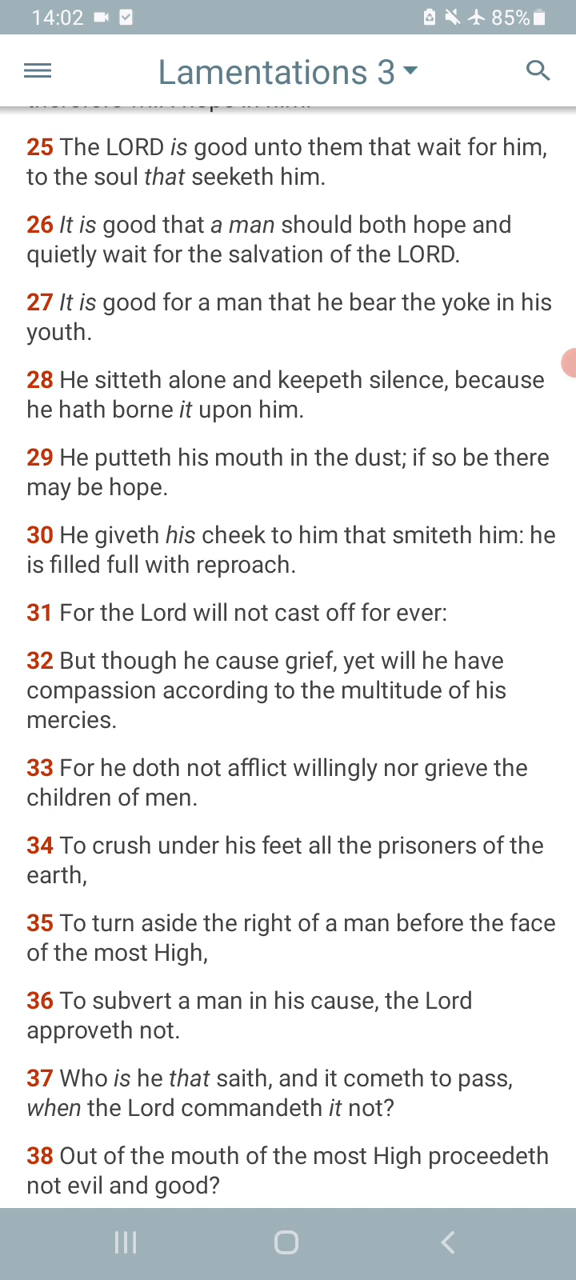 14:02
85%
Lamentations 3
25 The LORD is good unto them that wait for him,
to the soul that seeketh him.
26 It is good that a man should both hope and
quietly wait for the salvation of the LORD.
27 It is good for a man that he bear the yoke in his
youth.
28 He sitteth alone and keepeth silence, because
he hath borne it upon him.
29 He putteth his mouth in the dust; if so be there
may be hope.
30 He giveth his cheek to him that smiteth him: he
is filled full with reproach.
31 For the Lord will not cast off for ever:
32 But though he cause grief, yet will he have
compassion according to the multitude of his
mercies.
33 For he doth not afflict willingly nor grieve the
children of men.
34 To crush under his feet all the prisoners of the
earth,
35 To turn aside the right of a man before the face
of the most High,
36 To subvert a man in his cause, the Lord
approveth not.
37 Who is he that saith, and it cometh to pass,
when the Lord commandeth it not?
38 Out of the mouth of the most High proceedeth
not evil and good?